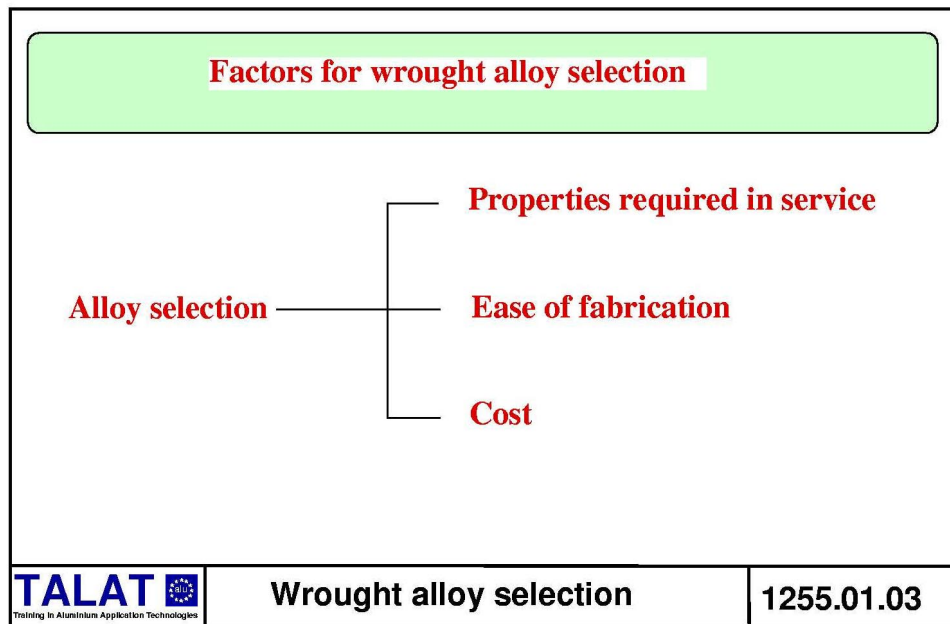 Factors for wrought alloy selection
Properties required in service
Alloy selection
Ease of fabrication
Cost
TALAT
alu
Training in Aluminium Application Technologies
Wrought alloy selection
1255.01.03